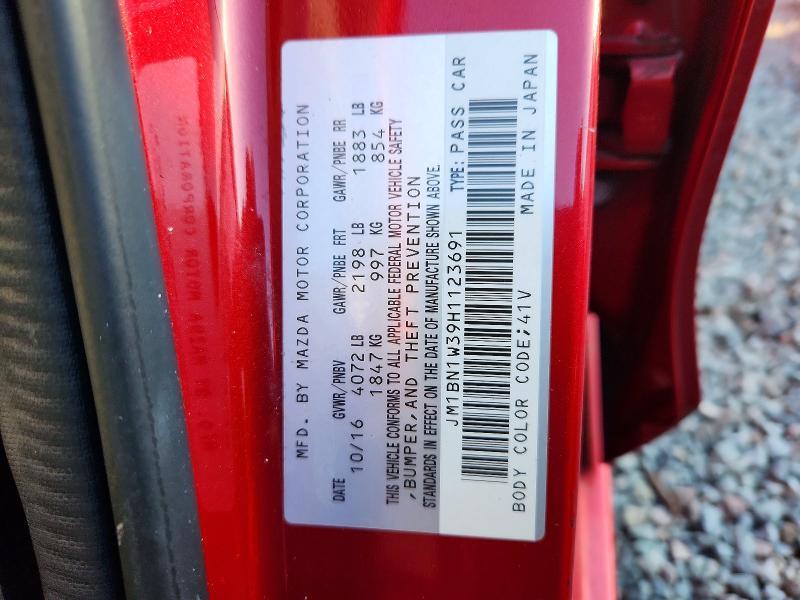 MFD. BY MAZDA MOTOR CORPORATION
DATE GVWR/PNBV GAWR/PNBE FRT GAWR/PNBE RR
10/16 4072 LB 2198 LB 1883 LB
1847 KG 997 KG 854 KG
THIS VEHICLE CONFORMS TO ALL APPLICABLE FEDERAL MOTOR VEHICLE SAFETY
,BUMPER,AND THEFT PREVENTION
STANDARDS IN EFFECT ON THE DATE OF MANUFACTURE SHOWN ABOVE.
JM1BN1W39H1123691 TYPE: PASS CAR
BODY COLOR CODE;41V MADE IN JAPAN